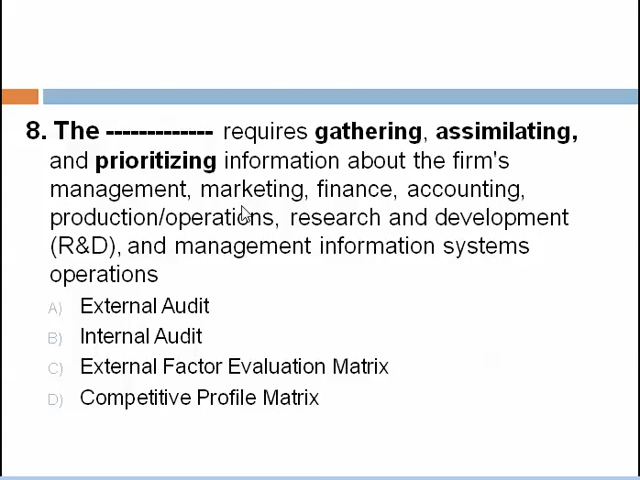 8. The ------------- requires gathering, assimilating,
and prioritizing information about the firm's
management, marketing, finance, accounting,
production/operations, research and development
(R&D), and management information systems
operations
A) External Audit
B) Internal Audit
C) External Factor Evaluation Matrix
D) Competitive Profile Matrix